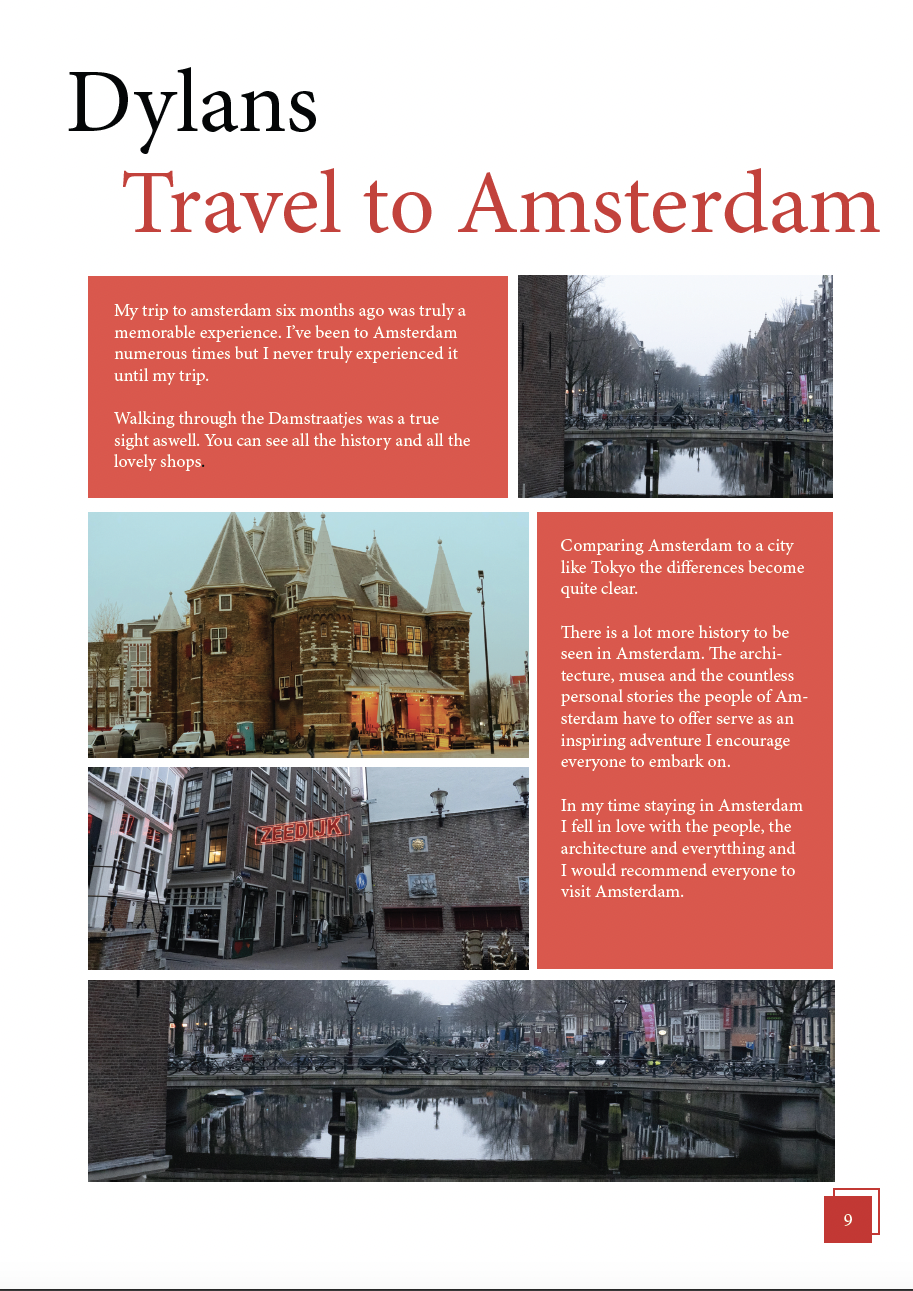 Dylans
Travel to Amsterdam
My trip to amsterdam six months ago was truly a
memorable experience. I've been to Amsterdam
numerous times but I never truly experienced it
until my trip.
Walking through the Damstraatjes was a true
sight aswell. You can see all the history and all the
lovely shops.
Comparing Amsterdam to a city
like Tokyo the differences become
quite clear.
There is a lot more history to be
seen in Amsterdam. The archi-
tecture, musea and the countless
personal stories the people of Am-
sterdam have to offer serve as an
inspiring adventure I encourage
everyone to embark on.
In my time staying in Amsterdam
I fell in love with the people, the
architecture and everytthing and
I would recommend everyone to
visit Amsterdam.
ZEEDIJK
9